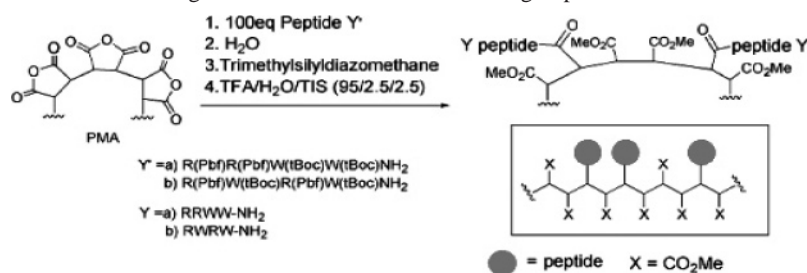 1. 100eq Peptide Y'
2. H2O
3.Trimethylsilyldiazomethane
4.TFA/H2O/TIS (95/2.5/2.5)
O O O O O
O O
O O
PMA
Y' =a) R(Pbf)R(Pbf)W(tBoc)W(tBoc)NH2
b) R(Pbf)W(tBoc)R(Pbf)W(tBoc)NH2
Y = a) RRWW-NH2
b) RWRW-NH2
Y peptide O MeO2C CO2Me O peptide Y
MeO2C CO2Me
X X
X X X X X
= peptide X = CO2Me